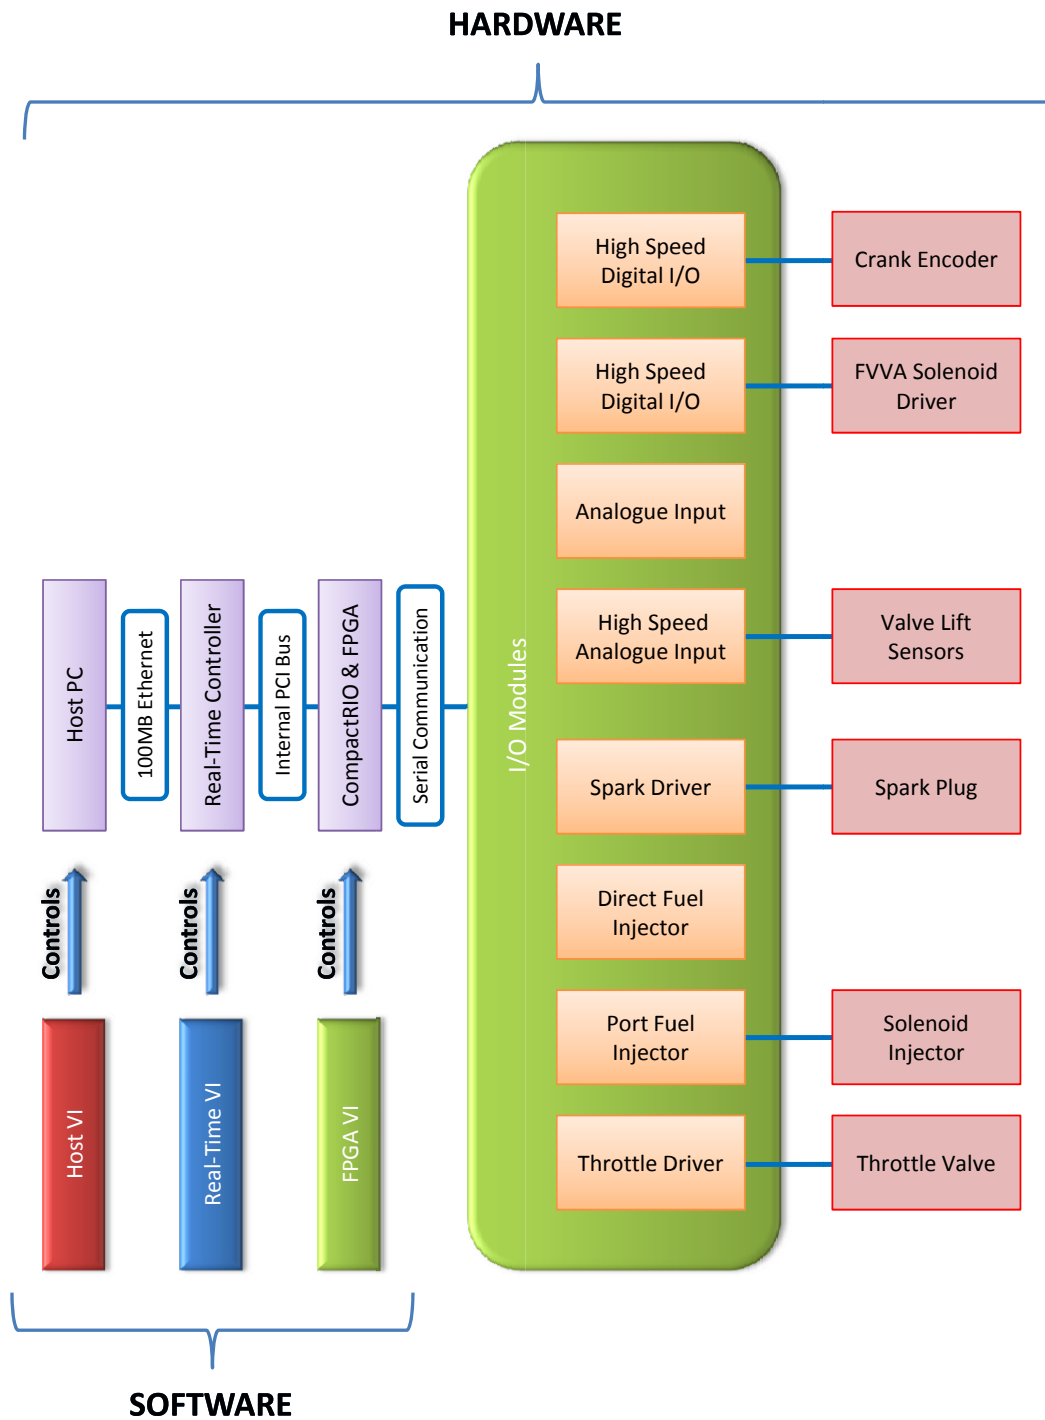 HARDWARE
High Speed
Digital I/O
Crank Encoder
High Speed
Digital I/O
FVVA Solenoid
Driver
Analogue Input
High Speed
Analogue Input
Valve Lift
Sensors
Spark Driver
Spark Plug
Direct Fuel
Injector
Port Fuel
Injector
Solenoid
Injector
Throttle Driver
Throttle Valve
I/O Modules
Host PC
100MB Ethernet
Real-Time Controller
Internal PCI Bus
CompactRIO & FPGA
Serial Communication
Controls
Controls
Controls
Host VI
Real-Time VI
FPGA VI
SOFTWARE